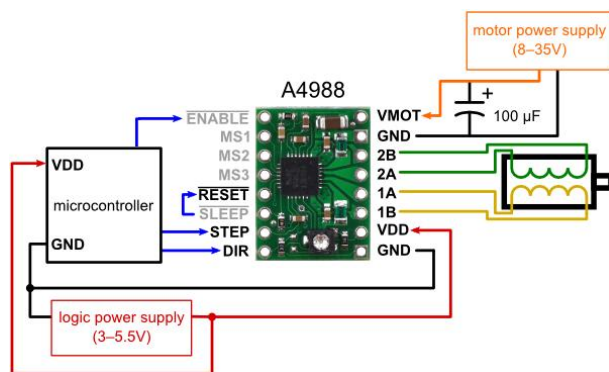 motor power supply
(8–35V)
A4988
ENABLE
VMOT
+
100 µF
MS1
GND
MS2
2B
VDD
MS3
2A
microcontroller
RESET
1A
SLEEP
1B
GND
STEP
VDD
DIR
GND
logic power supply
(3–5.5V)